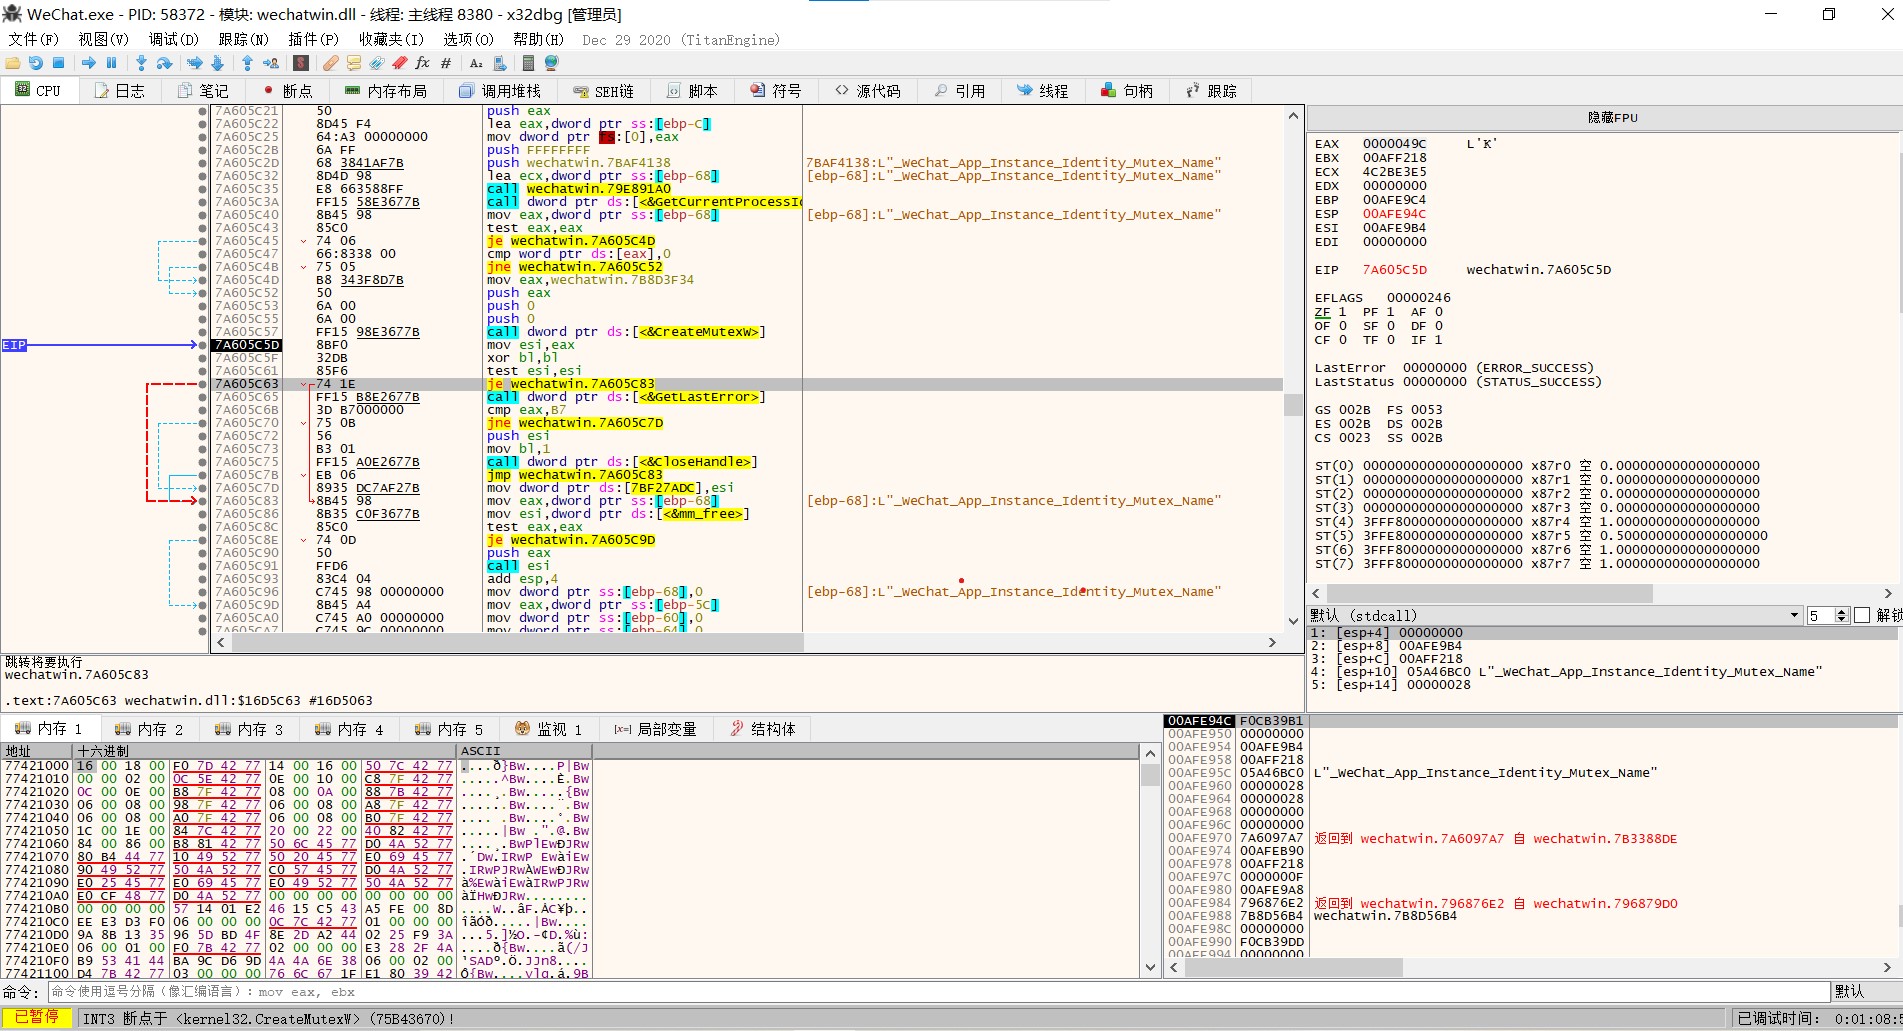 WeChat.exe - PID: 58372 - 模块: wechatwin.dll - 线程: 主线程 8380 - x32dbg [管理员]
文件(F) 视图(V) 调试(D) 跟踪(N) 插件(P) 收藏夹(I) 选项(O) 帮助(H) Dec 29 2020 (TitanEngine)
CPU 日志 笔记 断点 内存布局 调用堆栈 SEH链 脚本 符号 源代码 引用 线程 句柄 跟踪
7A605C21 50 push eax
7A605C22 8D45 F4 lea eax,dword ptr ss:[ebp-C]
7A605C25 64:A3 00000000 mov dword ptr fs:[0],eax
7A605C2B 6A FF push FFFFFFFF
7A605C2D 68 3841AF7B push wechatwin.7BAF4138 7BAF4138:L"_WeChat_App_Instance_Identity_Mutex_Name"
7A605C32 8D4D 98 lea ecx,dword ptr ss:[ebp-68] [ebp-68]:L"_WeChat_App_Instance_Identity_Mutex_Name"
7A605C35 E8 663588FF call wechatwin.79E891A0
7A605C3A FF15 58E3677B call dword ptr ds:[<&GetCurrentProcessId
7A605C40 8B45 98 mov eax,dword ptr ss:[ebp-68] [ebp-68]:L"_WeChat_App_Instance_Identity_Mutex_Name"
7A605C43 85C0 test eax,eax
7A605C45 74 06 je wechatwin.7A605C4D
7A605C47 66:8338 00 cmp word ptr ds:[eax],0
7A605C4B 75 05 jne wechatwin.7A605C52
7A605C4D B8 343F8D7B mov eax,wechatwin.7B8D3F34
7A605C52 50 push eax
7A605C53 6A 00 push 0
7A605C55 6A 00 push 0
7A605C57 FF15 98E3677B call dword ptr ds:[<&CreateMutexW>]
EIP 7A605C5D 8BF0 mov esi,eax
7A605C5F 32DB xor bl,bl
7A605C61 85F6 test esi,esi
7A605C63 74 1E je wechatwin.7A605C83
7A605C65 FF15 B8E2677B call dword ptr ds:[<&GetLastError>]
7A605C6B 3D B7000000 cmp eax,B7
7A605C70 75 0B jne wechatwin.7A605C7D
7A605C72 56 push esi
7A605C73 B3 01 mov bl,1
7A605C75 FF15 A0E2677B call dword ptr ds:[<&CloseHandle>]
7A605C7B EB 06 jmp wechatwin.7A605C83
7A605C7D 8935 DC7AF27B mov dword ptr ds:[7BF27ADC],esi
7A605C83 8B45 98 mov eax,dword ptr ss:[ebp-68] [ebp-68]:L"_WeChat_App_Instance_Identity_Mutex_Name"
7A605C86 8B35 C0F3677B mov esi,dword ptr ds:[<&mm_free>]
7A605C8C 85C0 test eax,eax
7A605C8E 74 0D je wechatwin.7A605C9D
7A605C90 50 push eax
7A605C91 FFD6 call esi
7A605C93 83C4 04 add esp,4
7A605C96 C745 98 00000000 mov dword ptr ss:[ebp-68],0 [ebp-68]:L"_WeChat_App_Instance_Identity_Mutex_Name"
7A605C9D 8B45 A4 mov eax,dword ptr ss:[ebp-5C]
7A605CA0 C745 A0 00000000 mov dword ptr ss:[ebp-60],0
7A605CA7 C745 9C 00000000 mov dword ptr ss:[ebp-64],0
跳转将要执行
wechatwin.7A605C83
.text:7A605C63 wechatwin.dll:$16D5C63 #16D5063
隐藏FPU
EAX 0000049C
EBX 00AFF218
ECX 4C2BE3E5
EDX 00000000
EBP 00AFE9C4
ESP 00AFE94C
ESI 00AFE9B4
EDI 00000000
EIP 7A605C5D wechatwin.7A605C5D
EFLAGS 00000246
ZF 1 PF 1 AF 0
OF 0 SF 0 DF 0
CF 0 TF 0 IF 1
LastError 00000000 (ERROR_SUCCESS)
LastStatus 00000000 (STATUS_SUCCESS)
GS 002B FS 0053
ES 002B DS 002B
CS 0023 SS 002B
ST(0) 00000000000000000000 x87r0 空 0.000000000000000000
ST(1) 00000000000000000000 x87r1 空 0.000000000000000000
ST(2) 00000000000000000000 x87r2 空 0.000000000000000000
ST(3) 00000000000000000000 x87r3 空 0.000000000000000000
ST(4) 3FFF8000000000000000 x87r4 空 1.000000000000000000
ST(5) 3FFE8000000000000000 x87r5 空 0.5000000000000000000
ST(6) 3FFF8000000000000000 x87r6 空 1.000000000000000000
ST(7) 3FFF8000000000000000 x87r7 空 1.000000000000000000
默认 (stdcall) 5 解锁
1: [esp+4] 00000000
2: [esp+8] 00AFE9B4
3: [esp+C] 00AFF218
4: [esp+10] 05A46BC0 L"_WeChat_App_Instance_Identity_Mutex_Name"
5: [esp+14] 00000028
内存 1 内存 2 内存 3 内存 4 内存 5 监视 1 [x=] 局部变量 结构体
地址 十六进制 ASCII
77421000 16 00 18 00 F0 7D 42 77 14 00 16 00 50 7C 42 77
77421010 00 00 02 00 0C 5E 42 77 0E 00 10 00 C8 7F 42 77
77421020 0C 00 0E 00 B8 7F 42 77 08 00 0A 00 88 7B 42 77
77421030 06 00 08 00 98 7F 42 77 06 00 08 00 A8 7F 42 77
77421040 06 00 08 00 A0 7F 42 77 06 00 08 00 B0 7F 42 77
77421050 1C 00 1E 00 84 7C 42 77 20 00 22 00 40 82 42 77
77421060 84 00 86 00 B8 81 42 77 50 6C 45 77 D0 4A 52 77
77421070 80 B4 44 77 10 49 52 77 50 20 45 77 E0 69 45 77
77421080 90 49 52 77 50 4A 52 77 C0 57 45 77 D0 4A 52 77
77421090 E0 25 45 77 E0 69 45 77 E0 49 52 77 50 4A 52 77
774210A0 E0 CF 48 77 D0 4A 52 77 00 00 00 00 00 00 00 00
774210B0 00 00 00 00 57 14 01 E2 46 15 C5 43 A5 FE 00 8D
774210C0 EE E3 D3 F0 06 00 00 00 0C 7C 42 77 01 00 00 00
774210D0 9A 8B 13 35 96 5D BD 4F 8E 2D A2 44 02 25 F9 3A
774210E0 06 00 01 00 F0 7B 42 77 02 00 00 00 E3 28 2F 4A
774210F0 B9 53 41 44 BA 9C D6 9D 4A 4A 6E 38 06 00 02 00
77421100 D4 7B 42 77 03 00 00 00 76 6C 67 1F E1 80 39 42
00AFE94C F0CB39B1
00AFE950 00000000
00AFE954 00AFE9B4
00AFE958 00AFF218
00AFE95C 05A46BC0 L"_WeChat_App_Instance_Identity_Mutex_Name"
00AFE960 00000028
00AFE964 00000028
00AFE968 00000000
00AFE96C 00000000
00AFE970 7A6097A7 返回到 wechatwin.7A6097A7 自 wechatwin.7B3388DE
00AFE974 00AFEB90
00AFE978 00AFF218
00AFE97C 0000000F
00AFE980 00AFE9A8
00AFE984 796876E2 返回到 wechatwin.796876E2 自 wechatwin.796879D0
00AFE988 7B8D56B4 wechatwin.7B8D56B4
00AFE98C 00000000
00AFE990 F0CB39DD
00AFE994 00000000
命令: 命令使用逗号分隔 (像汇编语言) : mov eax, ebx 默认
已暂停 INT3 断点于 <kernel32.CreateMutexW> (75B43670)! 已调试时间: 0:01:08: